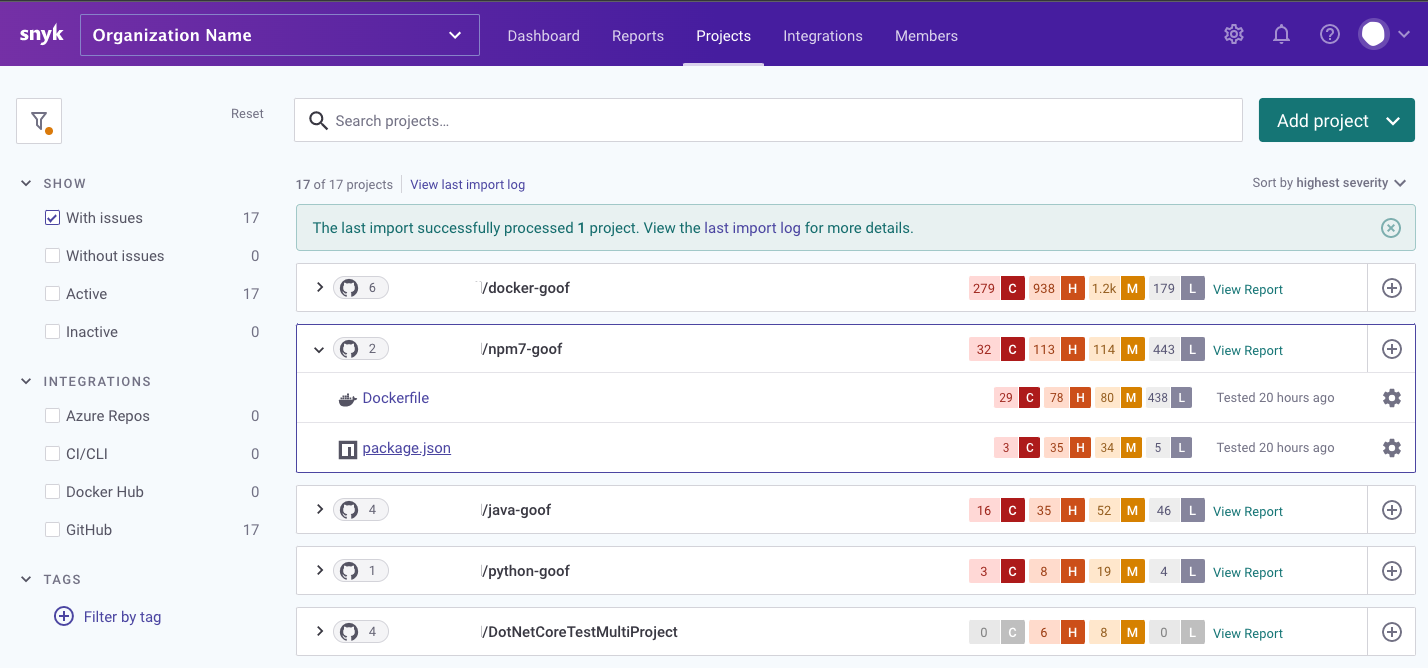 snyk Organization Name Dashboard Reports Projects Integrations Members
Reset
Search projects…
Add project
17 of 17 projects View last import log
Sort by highest severity
The last import successfully processed 1 project. View the last import log for more details.
SHOW
With issues 17
Without issues 0
Active 17
Inactive 0
INTEGRATIONS
Azure Repos 0
CI/CLI 0
Docker Hub 0
GitHub 17
TAGS
Filter by tag
6 /docker-goof 279 C 938 H 1.2k M 179 L View Report
2 /npm7-goof 32 C 113 H 114 M 443 L View Report
Dockerfile 29 C 78 H 80 M 438 L Tested 20 hours ago
package.json 3 C 35 H 34 M 5 L Tested 20 hours ago
4 /java-goof 16 C 35 H 52 M 46 L View Report
1 /python-goof 3 C 8 H 19 M 4 L View Report
4 /DotNetCoreTestMultiProject 0 C 6 H 8 M 0 L View Report